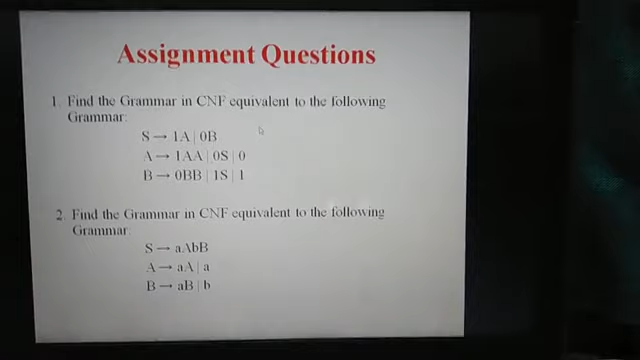 Assignment Questions
1. Find the Grammar in CNF equivalent to the following
Grammar:
S → 1A | 0B
A → 1AA | 0S | 0
B → 0BB | 1S | 1
2. Find the Grammar in CNF equivalent to the following
Grammar.
S → aAbB
A → aA | a
B → aB | b